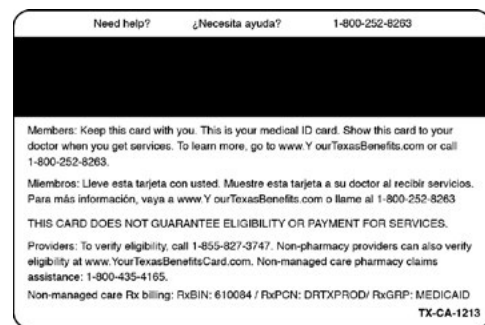 Need help? ¿Necesita ayuda? 1-800-252-8263
Members: Keep this card with you. This is your medical ID card. Show this card to your
doctor when you get services. To learn more, go to www.Y ourTexasBenefits.com or call
1-800-252-8263.
Miembros: Lleve esta tarjeta con usted. Muestre esta tarjeta a su doctor al recibir servicios.
Para más información, vaya a www.Y ourTexasBenefits.com o llame al 1-800-252-8263
THIS CARD DOES NOT GUARANTEE ELIGIBILITY OR PAYMENT FOR SERVICES.
Providers: To verify eligibility, call 1-855-827-3747. Non-pharmacy providers can also verify
eligibility at www.YourTexasBenefitsCard.com. Non-managed care pharmacy claims
assistance: 1-800-435-4165.
Non-managed care Rx billing: RxBIN: 610084 / RxPCN: DRTXPROD/ RxGRP: MEDICAID
TX-CA-1213